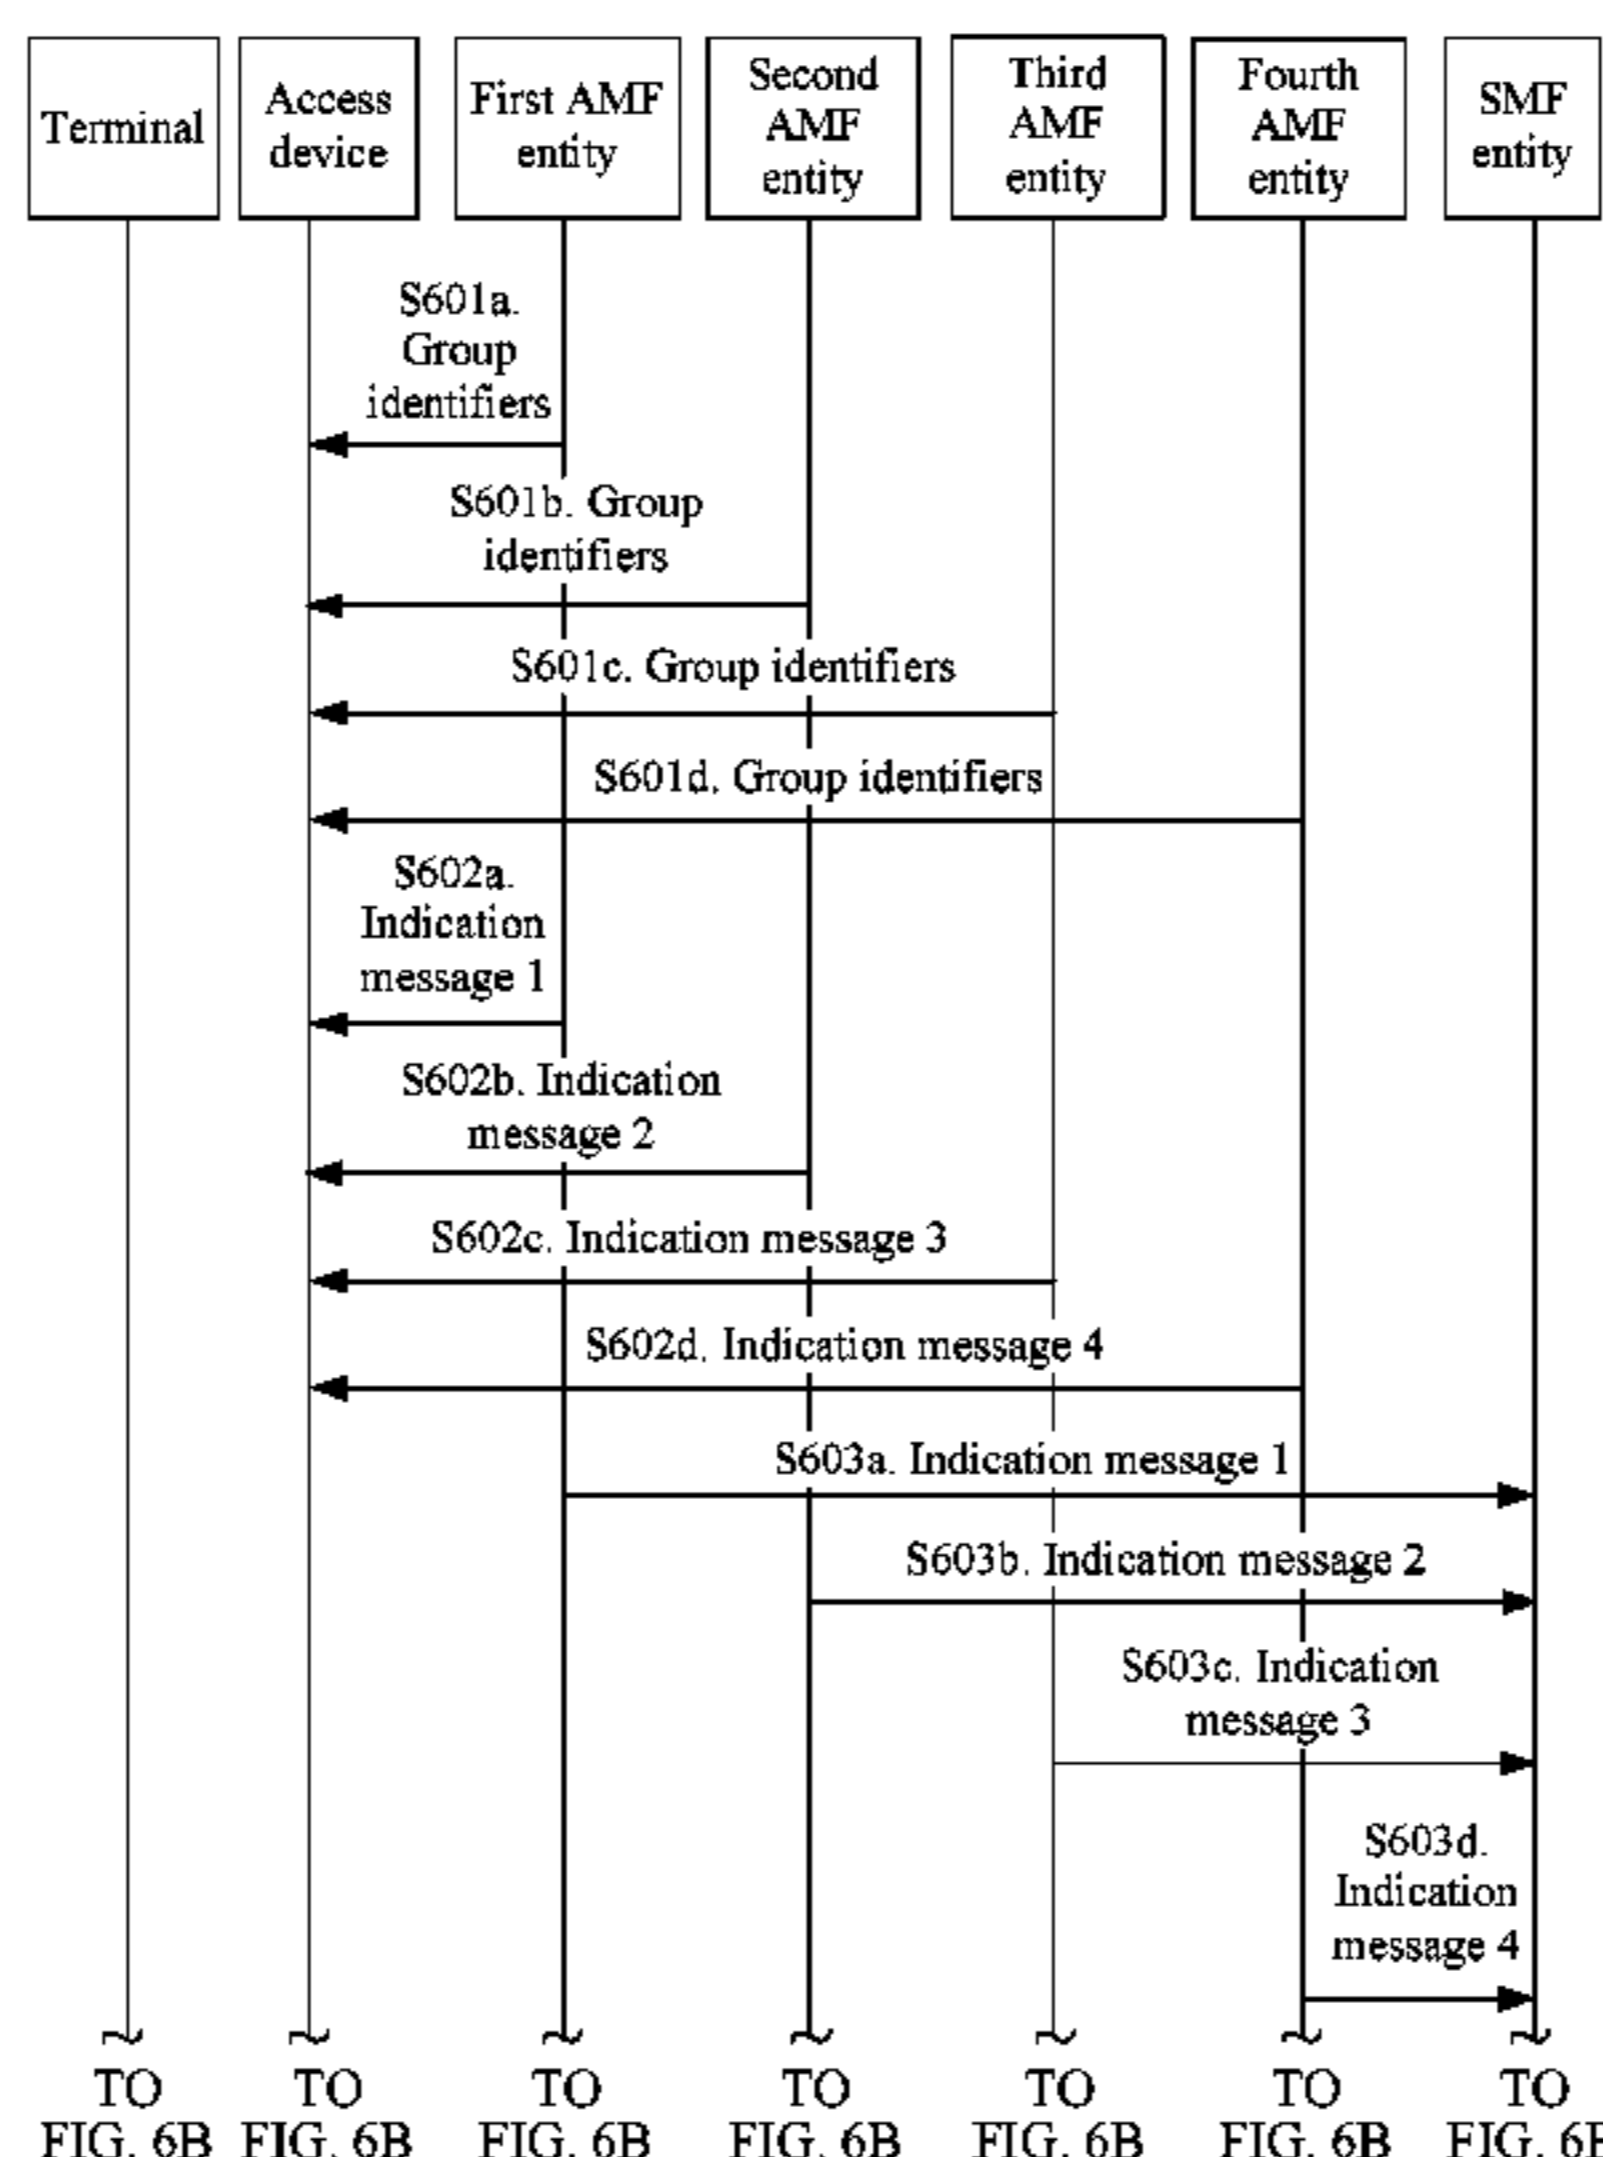 Terminal
Access
device
First AMF
entity
Second
AMF
entity
Third
AMF
entity
Fourth
AMF
entity
SMF
entity
S601a.
Group
identifiers
S601b. Group
identifiers
S601c. Group identifiers
S601d. Group identifiers
S602a.
Indication
message 1
S602b. Indication
message 2
S602c. Indication message 3
S602d. Indication message 4
S603a. Indication message 1
S603b. Indication message 2
S603c. Indication
message 3
S603d.
Indication
message 4
TO
FIG. 6B
TO
FIG. 6B
TO
FIG. 6B
TO
FIG. 6B
TO
FIG. 6B
TO
FIG. 6B
TO
FIG. 6B